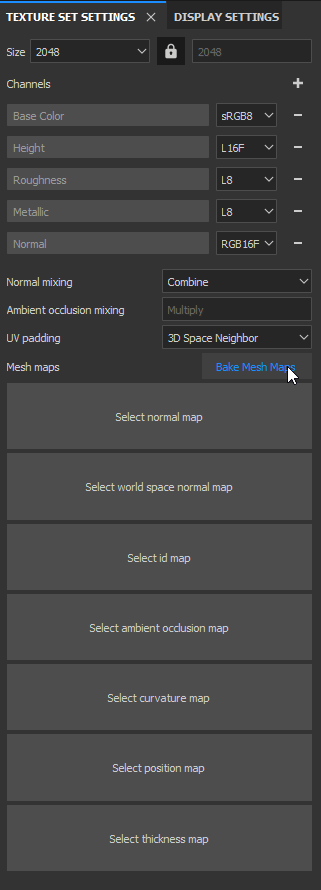 TEXTURE SET SETTINGS DISPLAY SETTINGS
Size 2048 2048
Channels
Base Color sRGB8
Height L16F
Roughness L8
Metallic L8
Normal RGB16F
Normal mixing Combine
Ambient occlusion mixing Multiply
UV padding 3D Space Neighbor
Mesh maps Bake Mesh Maps
Select normal map
Select world space normal map
Select id map
Select ambient occlusion map
Select curvature map
Select position map
Select thickness map